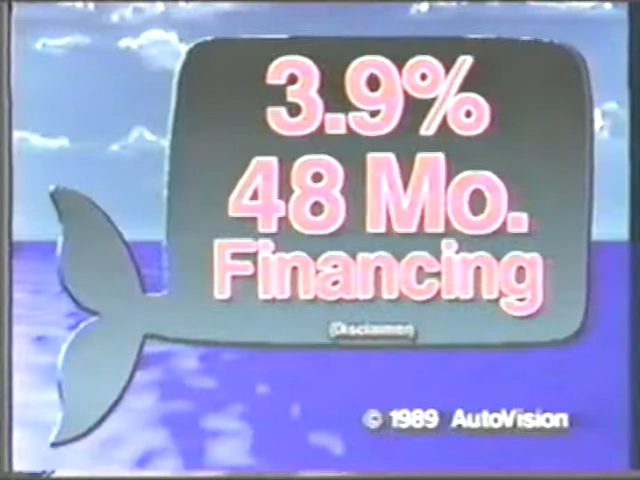 3.9%
48 Mo.
Financing
(Disclaimer)
© 1989 AutoVision